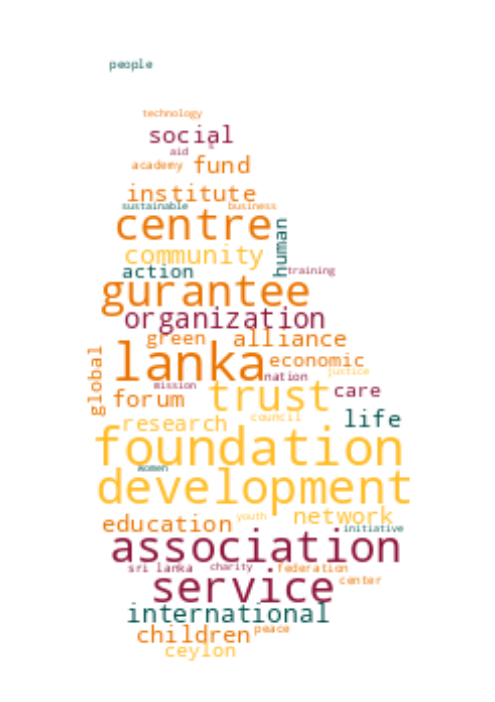 people
technology
social
aid
academy fund
institute
sustainable business
centre
human
community
action training
gurantee
organization
green alliance
lanka economic
global
nation justice
mission care
forum trust
research council life
foundation
women
development
education youth network
initiative
association
sri lanka charity federation
service center
international
children peace
ceylon